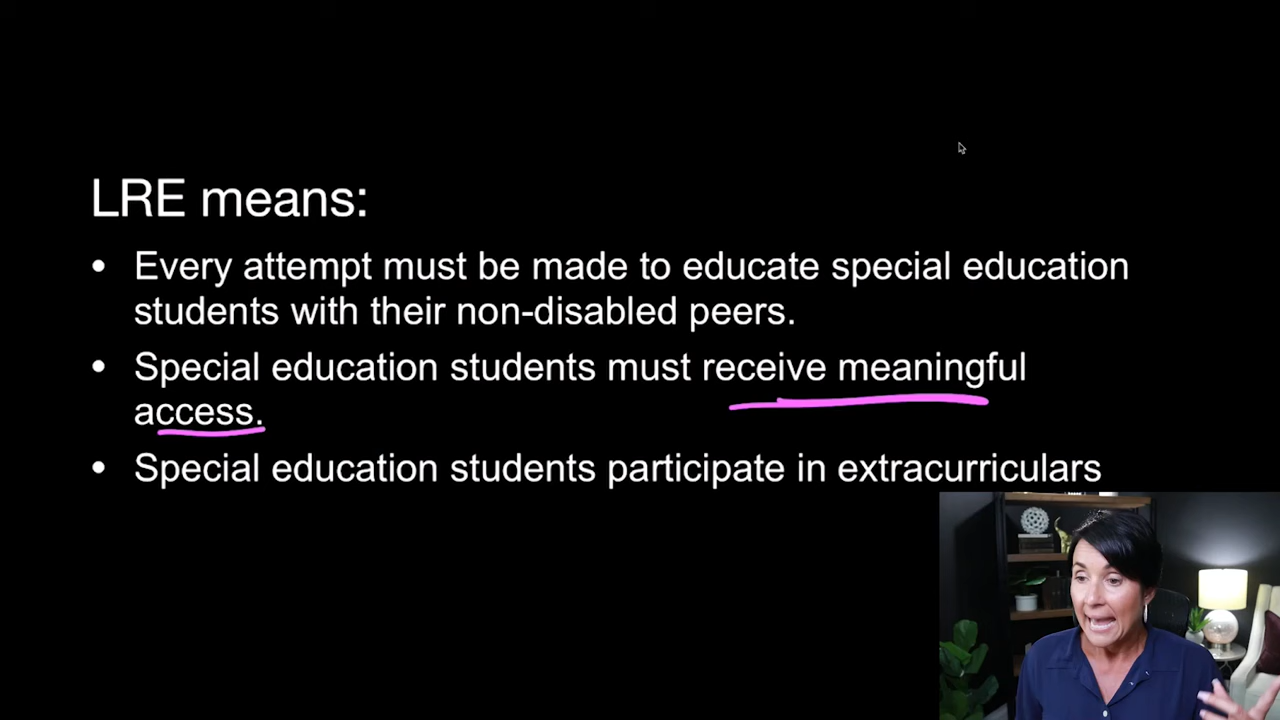 LRE means:
• Every attempt must be made to educate special education
students with their non-disabled peers.
• Special education students must receive meaningful
access.
• Special education students participate in extracurriculars